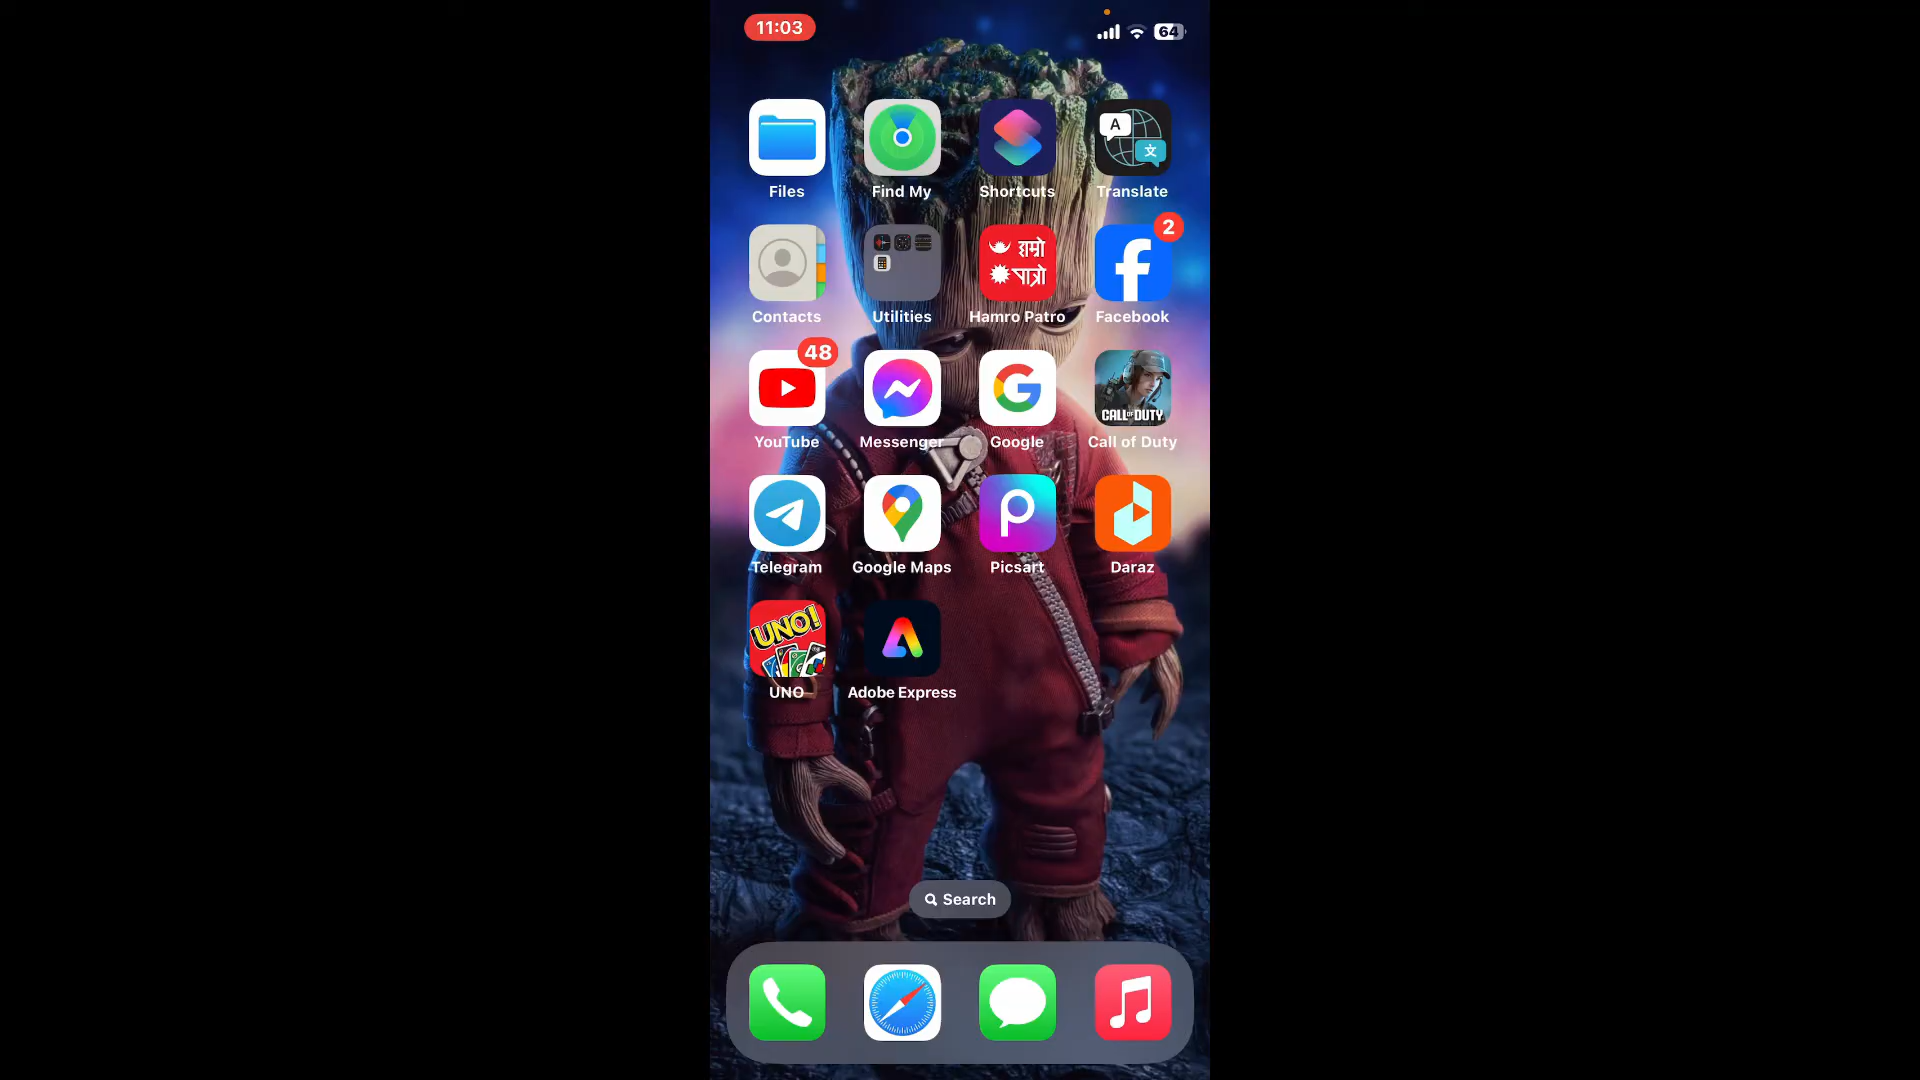 11:03
64
A
文
Files
Find My
Shortcuts
Translate
हाम्रो
पात्रो
2
Contacts
Utilities
Hamro Patro
Facebook
48
CALL OF DUTY
YouTube
Messenger
Google
Call of Duty
Telegram
Google Maps
Picsart
Daraz
UNO!
UNO
Adobe Express
Search